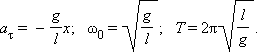 a_τ = − g/l x; ω₀ = √(g/l); T = 2π√(l/g).